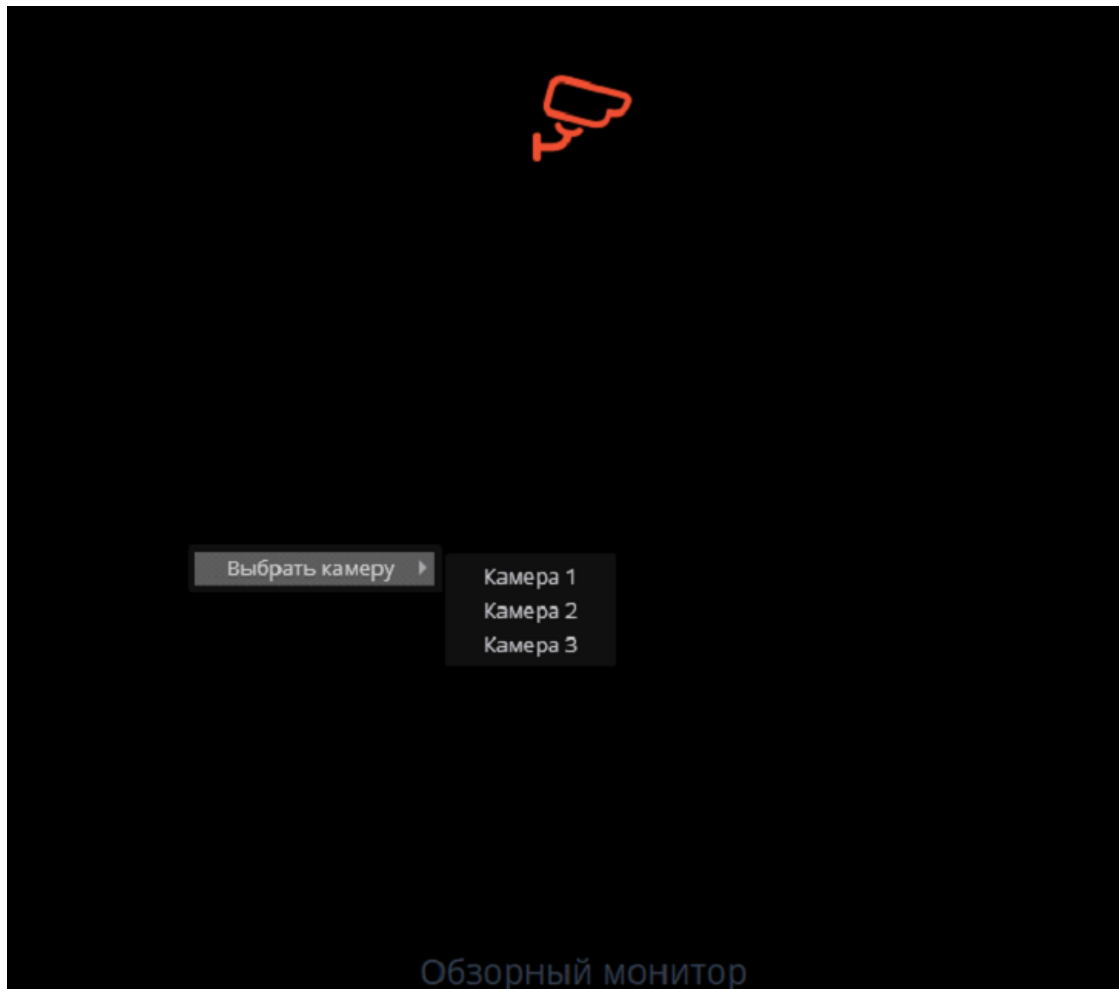 Выбрать камеру
Камера 1
Камера 2
Камера 3
Обзорный монитор